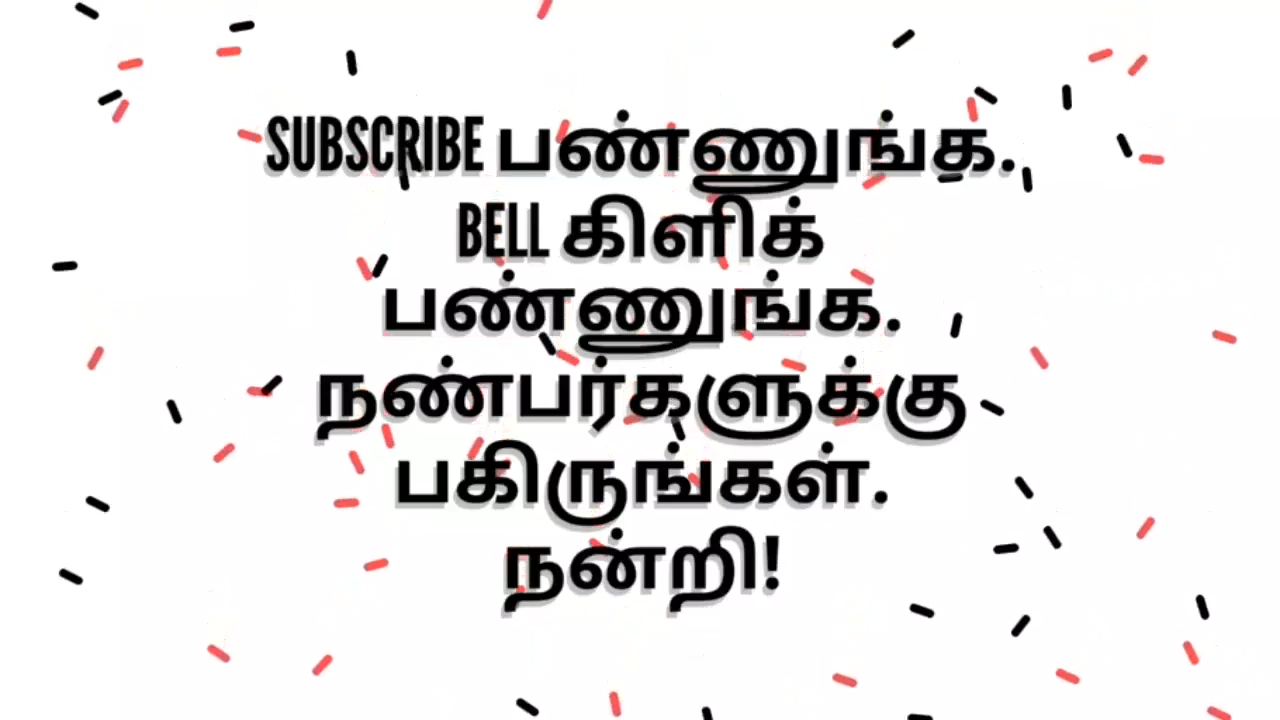 SUBSCRIBE பண்ணுங்க.
BELL கிளிக்
பண்ணுங்க.
நண்பர்களுக்கு
பகிருங்கள்.
நன்றி!